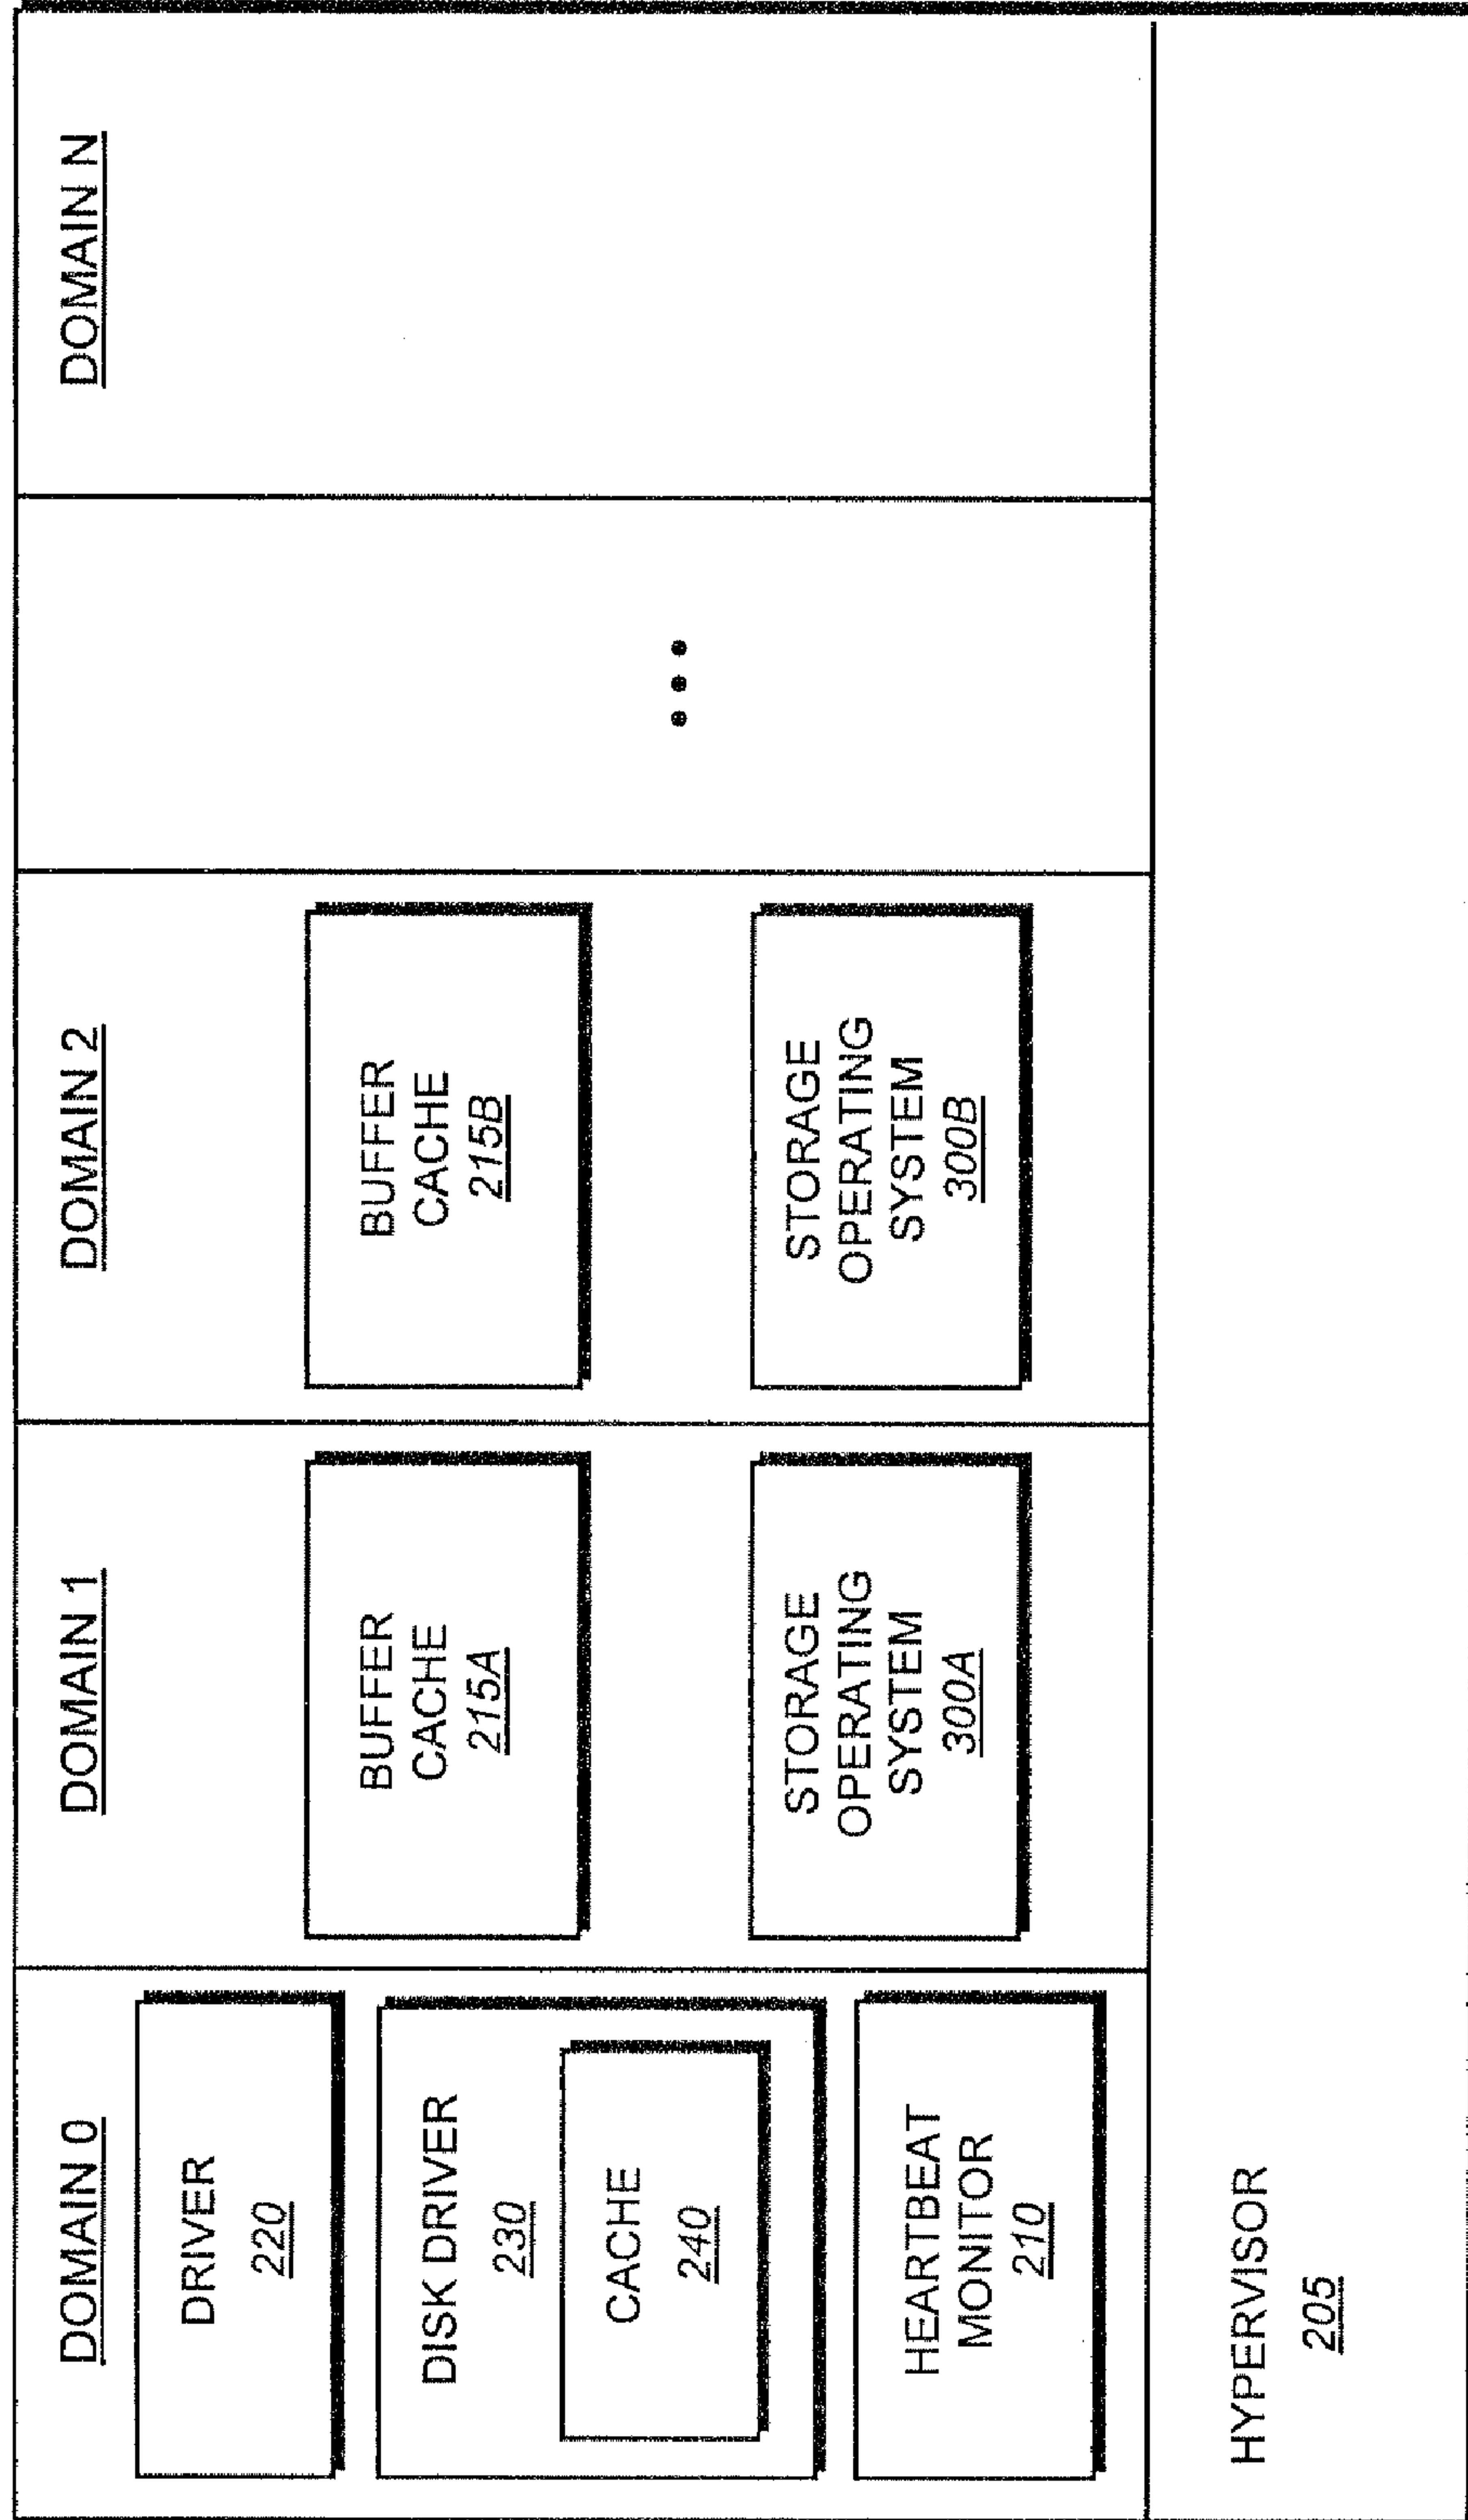 DOMAIN 0
DRIVER
220
DISK DRIVER
230
CACHE
240
HEARTBEAT
MONITOR
210
DOMAIN 1
BUFFER
CACHE
215A
STORAGE
OPERATING
SYSTEM
300A
DOMAIN 2
BUFFER
CACHE
215B
STORAGE
OPERATING
SYSTEM
300B
DOMAIN N
HYPERVISOR
205